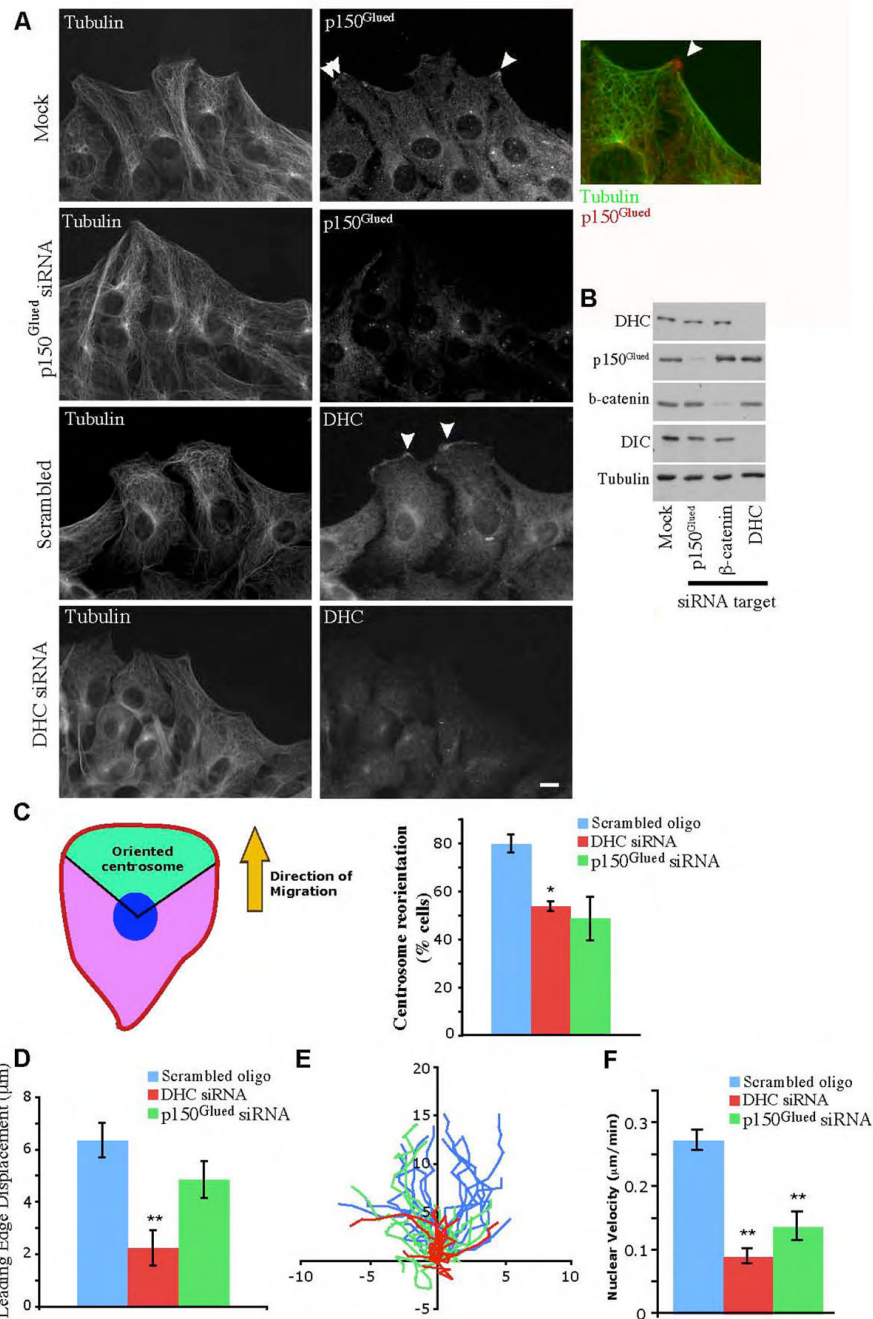 A
Tubulin
p150Glued
Mock
Tubulin
p150Glued
Tubulin
p150Glued
p150Glued siRNA
Tubulin
DHC
Scrambled
Tubulin
DHC
DHC siRNA
B
DHC
p150Glued
b-catenin
DIC
Tubulin
Mock
p150Glued
β-catenin
DHC
siRNA target
C
Oriented
centrosome
Direction of
Migration
Centrosome reorientation
(% cells)
80
60
40
20
0
*
Scrambled oligo
DHC siRNA
p150Glued siRNA
D
Leading Edge Displacement (µm)
8
6
4
2
0
**
Scrambled oligo
DHC siRNA
p150Glued siRNA
E
20
15
10
5
-5
-10
-5
0
5
10
F
Nuclear Velocity (µm/min)
0.3
0.2
0.1
0
**
**
Scrambled oligo
DHC siRNA
p150Glued siRNA